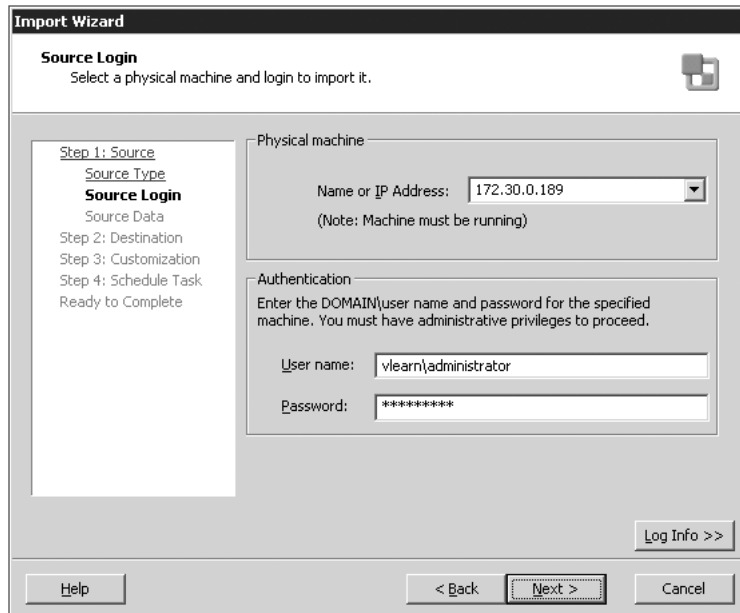 Import Wizard
Source Login
Select a physical machine and login to import it.
Step 1: Source
Source Type
Source Login
Source Data
Step 2: Destination
Step 3: Customization
Step 4: Schedule Task
Ready to Complete
Physical machine
Name or IP Address: 172.30.0.189
(Note: Machine must be running)
Authentication
Enter the DOMAIN\user name and password for the specified
machine. You must have administrative privileges to proceed.
User name: vlearn\administrator
Password: *********
Log Info >>
Help
< Back
Next >
Cancel